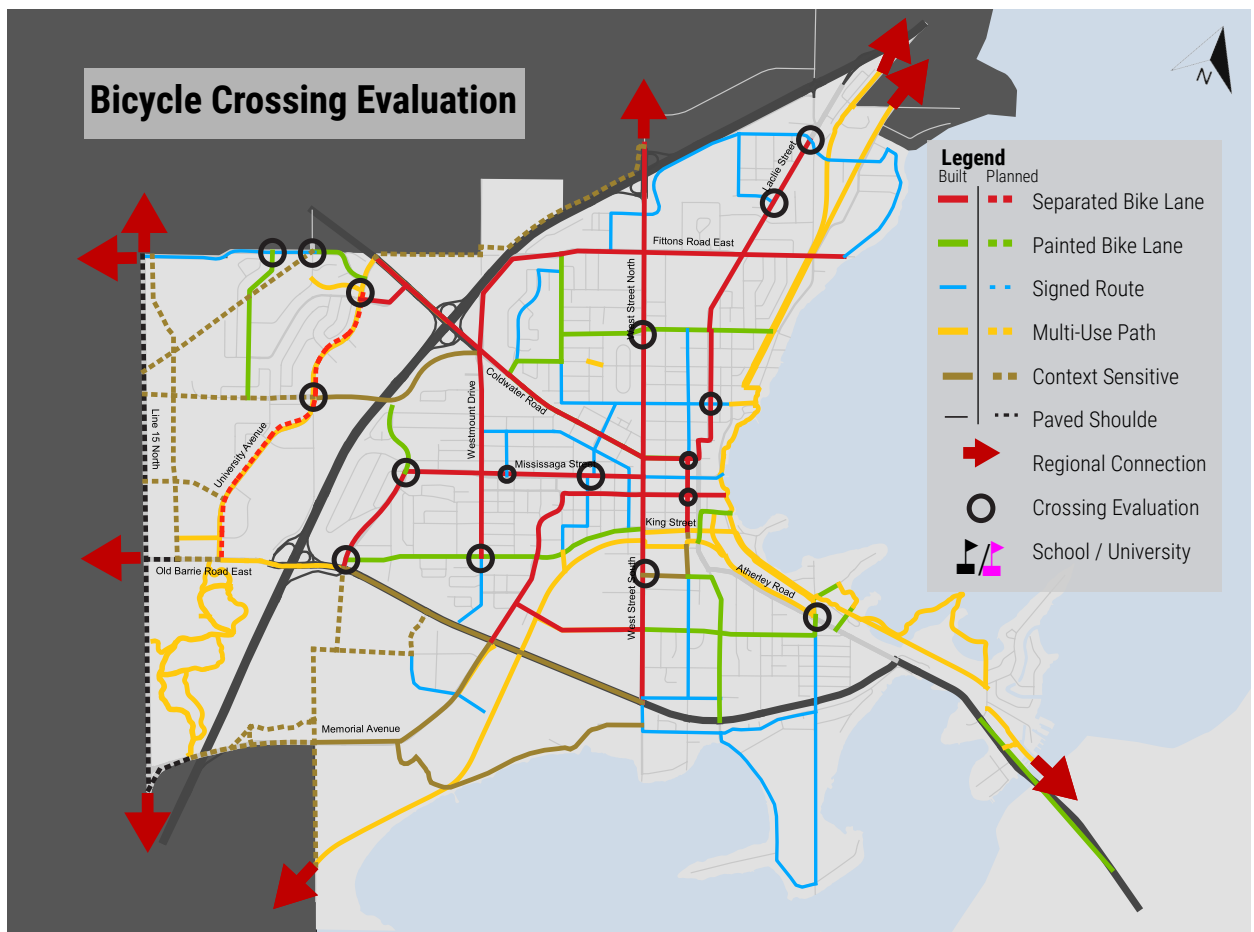 Bicycle Crossing Evaluation
N
Legend
Built Planned
Separated Bike Lane
Painted Bike Lane
Signed Route
Multi-Use Path
Context Sensitive
Paved Shoulde
Regional Connection
Crossing Evaluation
School / University
Laclie Street
Fittons Road East
West Street North
Coldwater Road
Westmount Drive
Line 15 North
University Avenue
Mississaga Street
King Street
Old Barrie Road East
West Street South
Atherley Road
Memorial Avenue